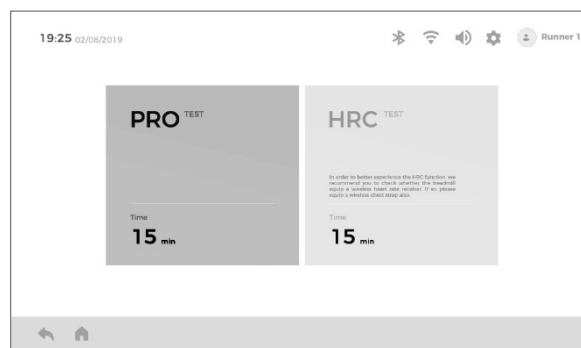 19:25 02/08/2019
Runner 1
PRO TEST
HRC TEST
In order to better experience the HRC function, we
recommend you to check whether the treadmill
equip a wireless heart rate receiver. If so, please
equip a wireless chest strap also.
Time
15 min
Time
15 min